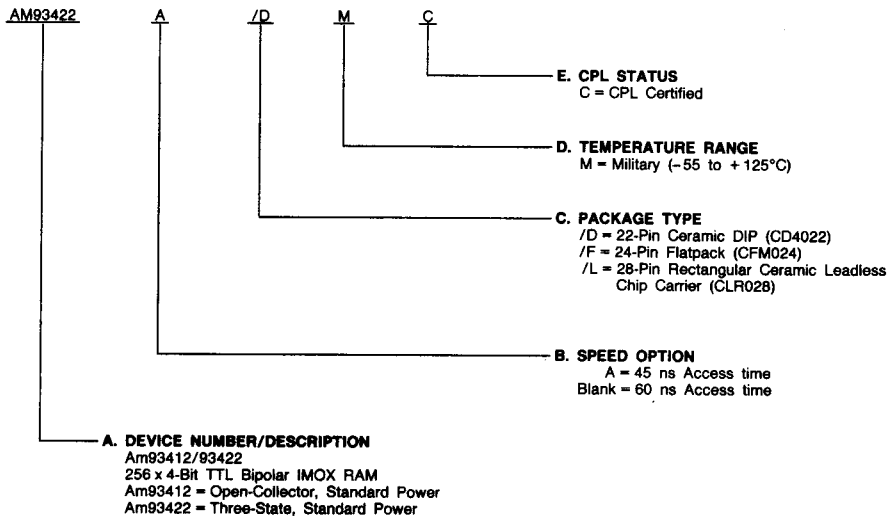 AM93422 A /D M C
E. CPL STATUS
C = CPL Certified
D. TEMPERATURE RANGE
M = Military (-55 to +125°C)
C. PACKAGE TYPE
/D = 22-Pin Ceramic DIP (CD4022)
/F = 24-Pin Flatpack (CFM024)
/L = 28-Pin Rectangular Ceramic Leadless
Chip Carrier (CLR028)
B. SPEED OPTION
A = 45 ns Access time
Blank = 60 ns Access time
A. DEVICE NUMBER/DESCRIPTION
Am93412/93422
256 x 4-Bit TTL Bipolar IMOX RAM
Am93412 = Open-Collector, Standard Power
Am93422 = Three-State, Standard Power